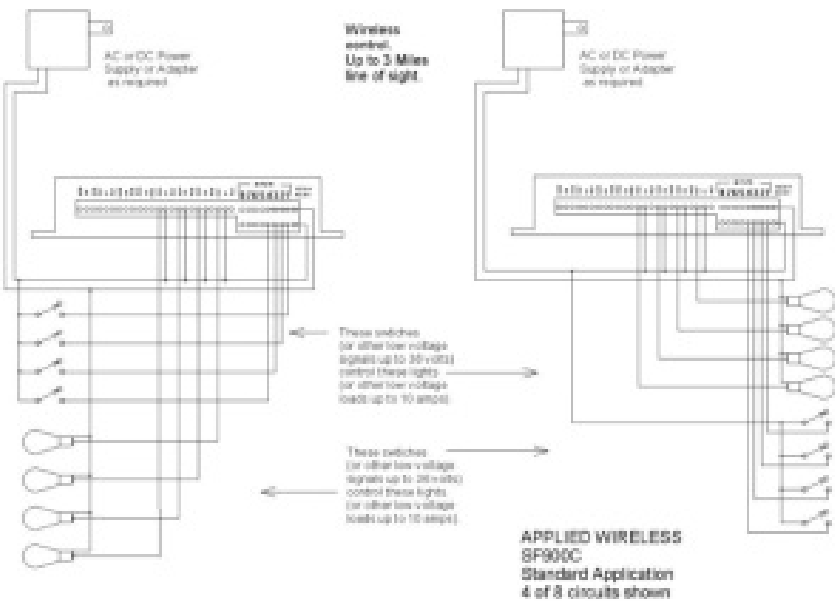 AC or DC Power
Supply or Adapter
as required
Wireless
control.
Up to 3 Miles
line of sight.
AC or DC Power
Supply or Adapter
as required
These switches
(or other low voltage
signals up to 36 volts)
control these lights
(or other low voltage
loads up to 10 amps).
These switches
(or other low voltage
signals up to 36 volts)
control these lights
(or other low voltage
loads up to 10 amps).
APPLIED WIRELESS
SF900C
Standard Application
4 of 8 circuits shown